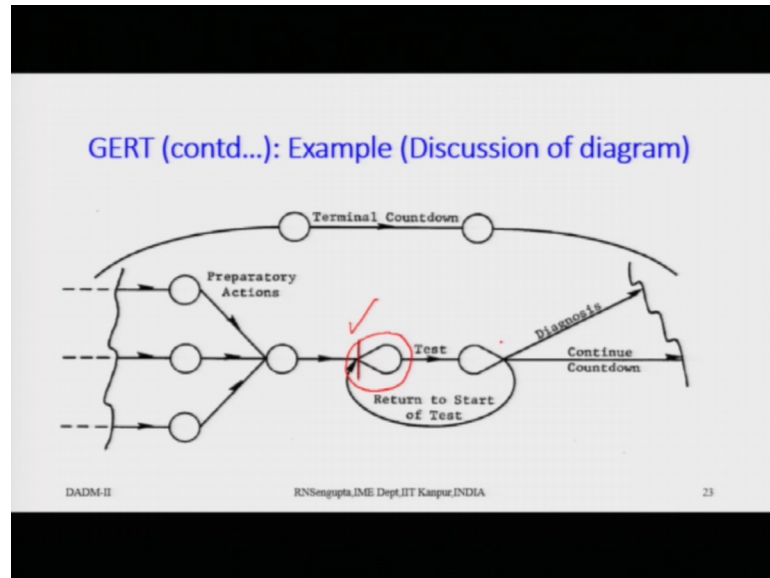 GERT (contd...): Example (Discussion of diagram)
Terminal Countdown
Preparatory
Actions
Test
Diagnosis
Continue
Countdown
Return to Start
of Test
DADM-II
RNSengupta,IME Dept,IIT Kanpur,INDIA
23